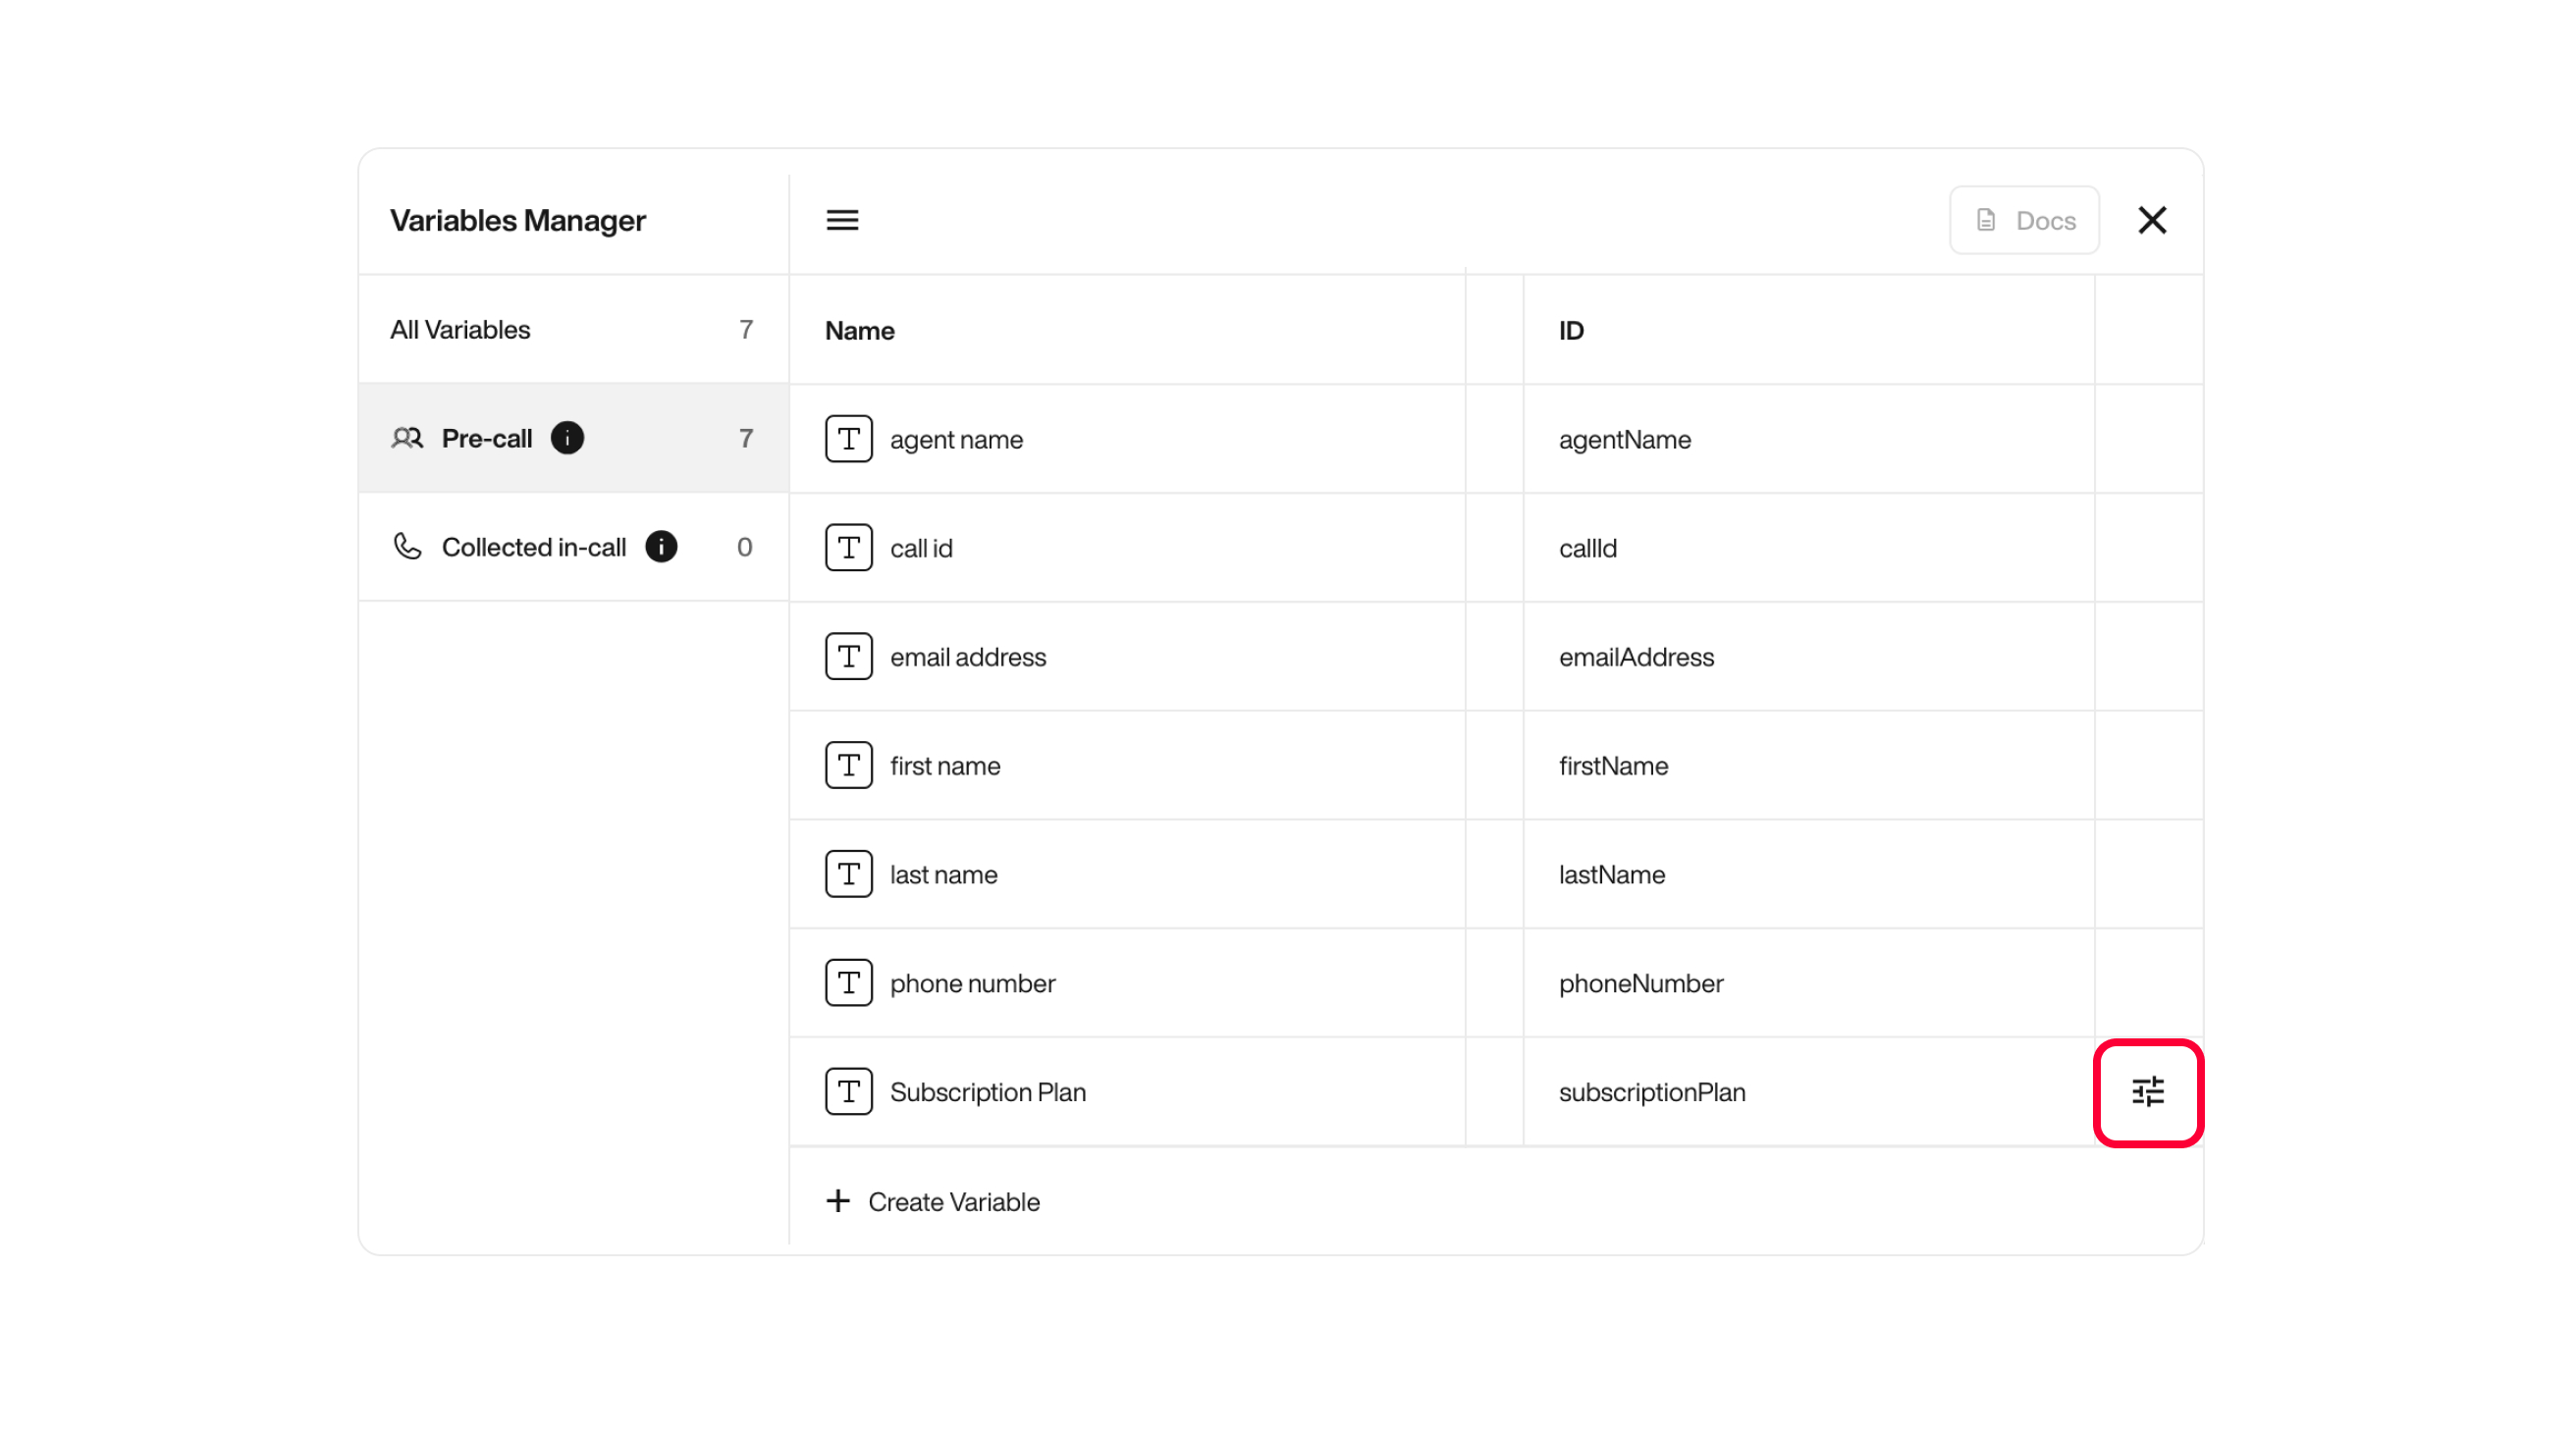 Variables Manager
Docs
All Variables 7
Pre-call i 7
Collected in-call i 0
Name ID
T agent name agentName
T call id callId
T email address emailAddress
T first name firstName
T last name lastName
T phone number phoneNumber
T Subscription Plan subscriptionPlan
+ Create Variable